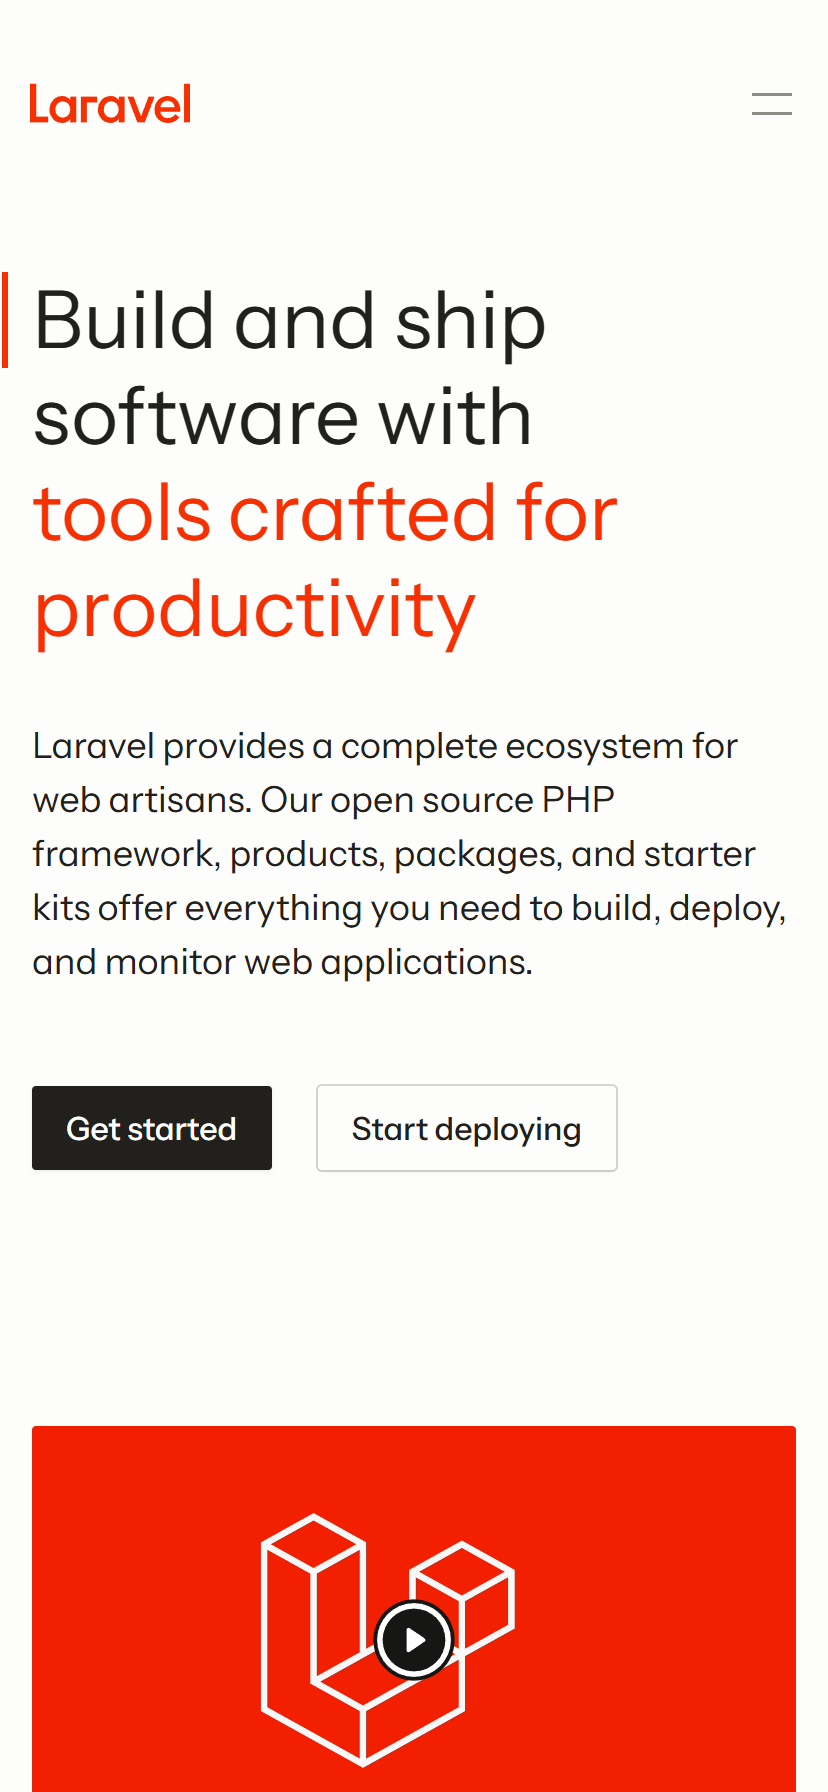 Laravel
Build and ship
software with
tools crafted for
productivity
Laravel provides a complete ecosystem for
web artisans. Our open source PHP
framework, products, packages, and starter
kits offer everything you need to build, deploy,
and monitor web applications.
Get started
Start deploying